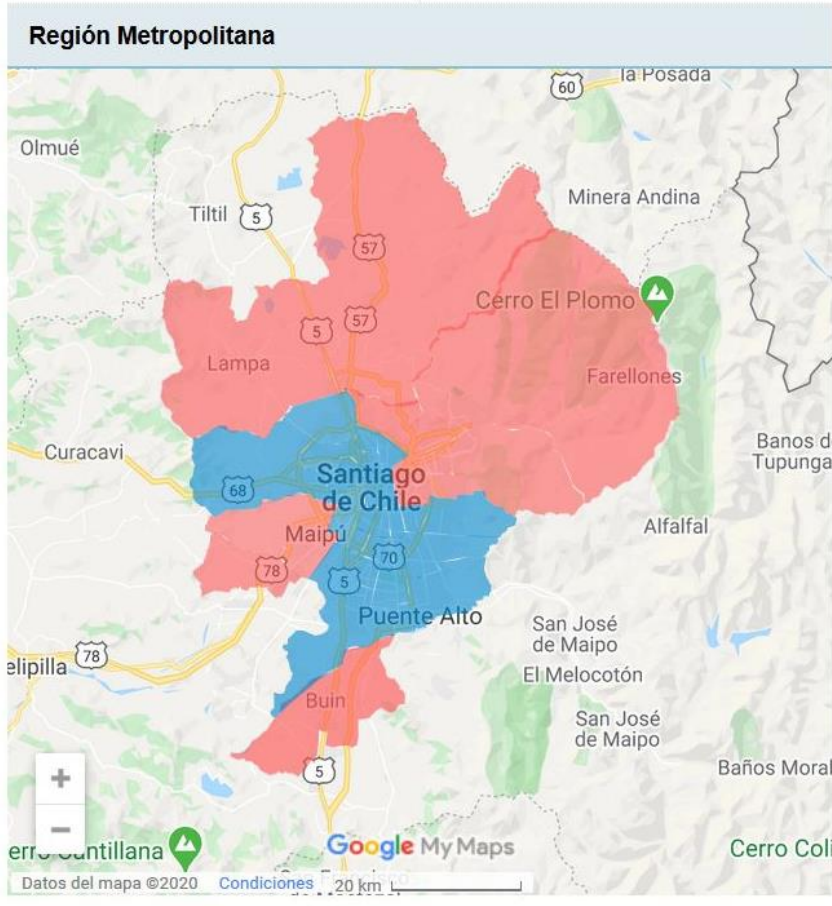 Región Metropolitana
la Posada
60
Olmué
Minera Andina
Tiltil
5
57
Cerro El Plomo
57
5
Lampa
Farellones
Curacavi
Banos d
Tupunga
Santiago
de Chile
68
Maipú
Alfalfal
70
78
5
Puente Alto
San José
de Maipo
78
elipilla
El Melocotón
Buin
San José
de Maipo
5
Baños Moral
+
−
Google My Maps
Cerro Coli
Datos del mapa ©2020
Condiciones
20 km